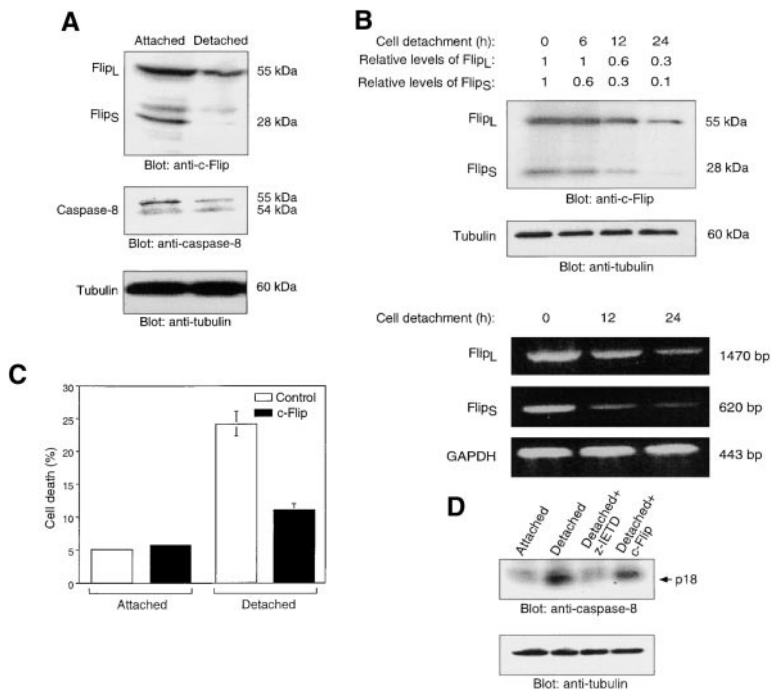 A
Attached Detached
FlipL 55 kDa
FlipS 28 kDa
Blot: anti-c-Flip
Caspase-8 55 kDa
54 kDa
Blot: anti-caspase-8
Tubulin 60 kDa
Blot: anti-tubulin
B
Cell detachment (h): 0 6 12 24
Relative levels of FlipL: 1 1 0.6 0.3
Relative levels of FlipS: 1 0.6 0.3 0.1
FlipL 55 kDa
FlipS 28 kDa
Blot: anti-c-Flip
Tubulin 60 kDa
Blot: anti-tubulin
Cell detachment (h): 0 12 24
FlipL 1470 bp
FlipS 620 bp
GAPDH 443 bp
C
Cell death (%)
30
25
20
15
10
5
0
Control
c-Flip
Attached Detached
D
Attached
Detached
Detached+
z-IETD
Detached+
c-Flip
p18
Blot: anti-caspase-8
Blot: anti-tubulin